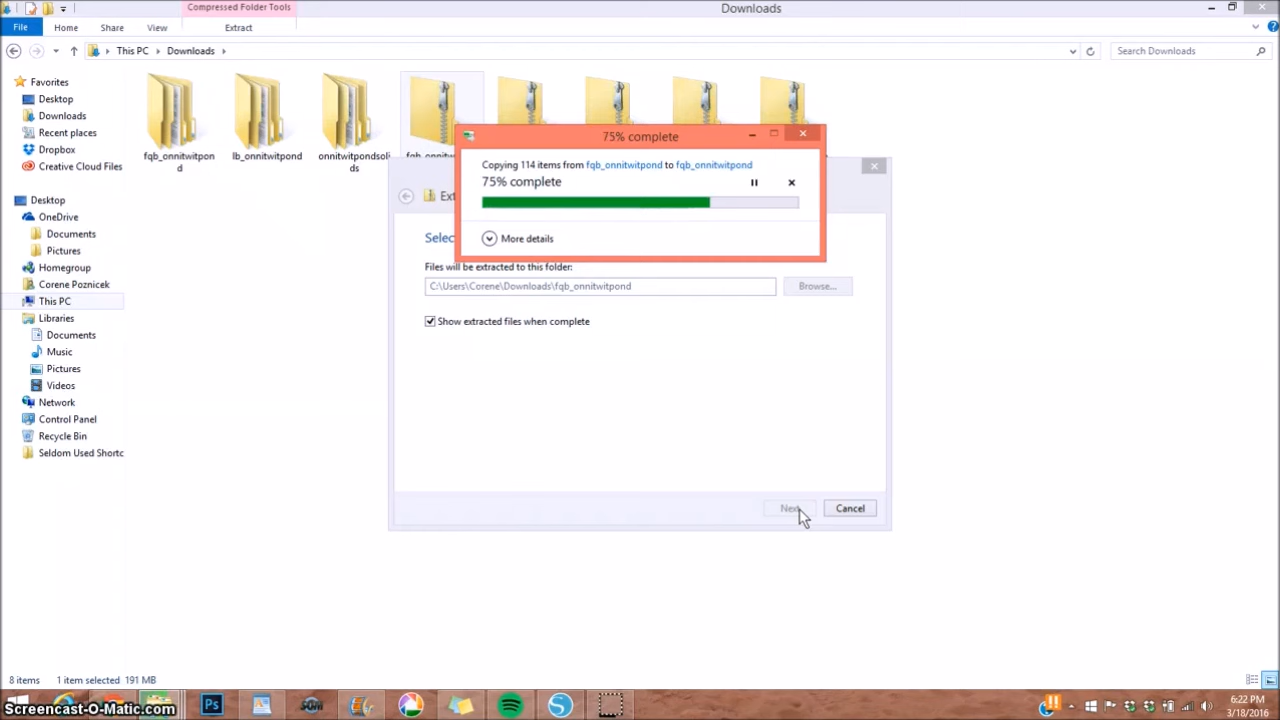 Compressed Folder Tools
Downloads
File
Home
Share
View
Extract
This PC
Downloads
Search Downloads
Favorites
Desktop
Downloads
Recent places
Dropbox
Creative Cloud Files
Desktop
OneDrive
Documents
Pictures
Homegroup
Corene Poznicek
This PC
Libraries
Documents
Music
Pictures
Videos
Network
Control Panel
Recycle Bin
Seldom Used Shortc
fqb_onnitwitpon
d
lb_onnitwitpond
onnitwitpondsoli
ds
75% complete
Copying 114 items from fqb_onnitwitpond to fqb_onnitwitpond
75% complete
More details
Files will be extracted to this folder:
C:\Users\Corene\Downloads\fqb_onnitwitpond
Browse...
Show extracted files when complete
Next
Cancel
8 items
1 item selected 191 MB
Ps
Screencast-O-Matic.com
6:22 PM
3/18/2016